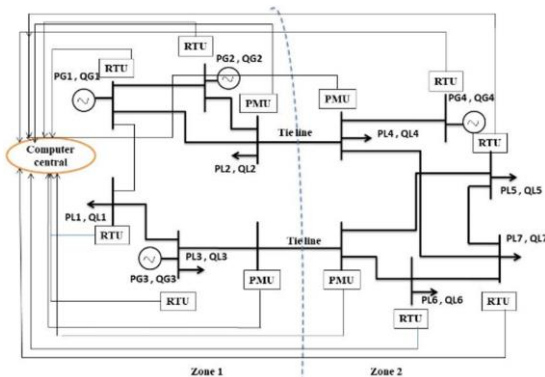 RTU
RTU
PG2 , QG2
PG1 , QG1
RTU
PMU
PMU
PG4 , QG4
RTU
Computer
central
Tie line
PL4 , QL4
PL2 , QL2
PL5 , QL5
PL1 , QL1
RTU
PL7 , QL7
Tie line
PL3 , QL3
PG3 , QG3
PMU
PMU
PL6 , QL6
RTU
RTU
RTU
Zone 1
Zone 2